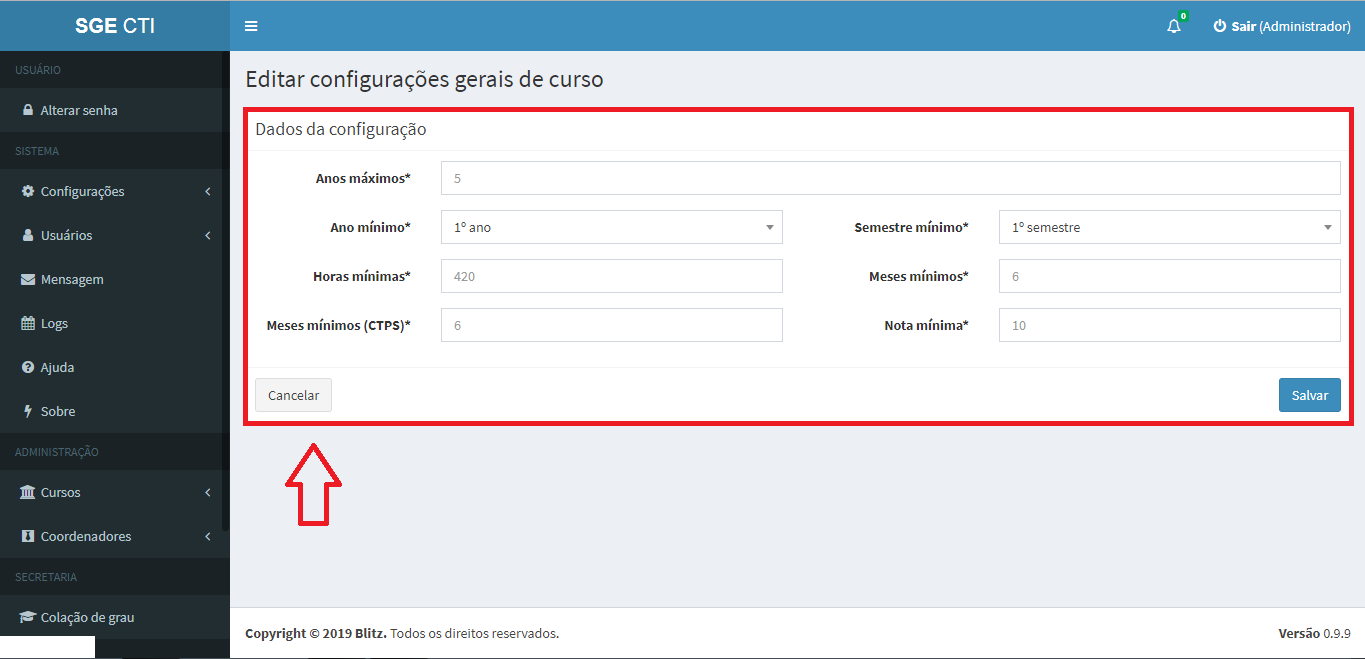 SGE CTI
0
Sair (Administrador)
USUÁRIO
Alterar senha
SISTEMA
Configurações
Usuários
Mensagem
Logs
Ajuda
Sobre
ADMINISTRAÇÃO
Cursos
Coordenadores
SECRETARIA
Colação de grau
Editar configurações gerais de curso
Dados da configuração
Anos máximos* 5
Ano mínimo* 1º ano Semestre mínimo* 1º semestre
Horas mínimas* 420 Meses mínimos* 6
Meses mínimos (CTPS)* 6 Nota mínima* 10
Cancelar Salvar
Copyright © 2019 Blitz. Todos os direitos reservados. Versão 0.9.9